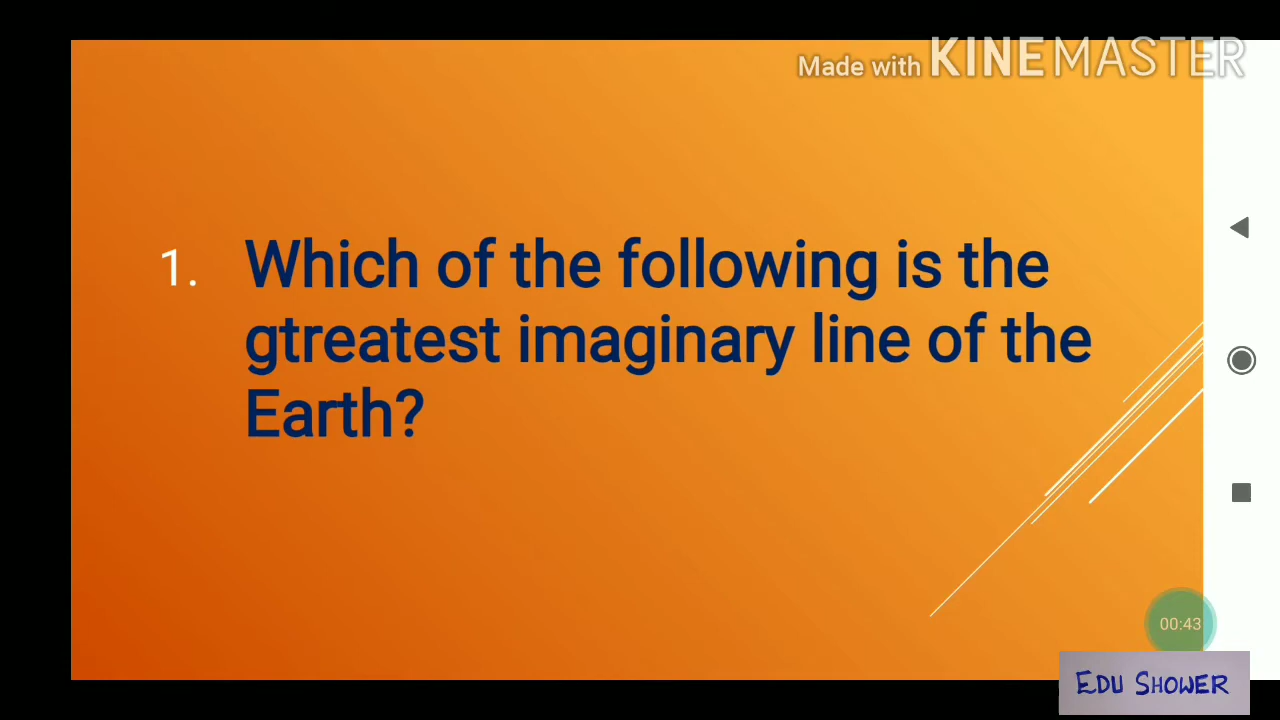 Made with KINEMASTER
1. Which of the following is the
gtreatest imaginary line of the
Earth?
00:43
EDU SHOWER